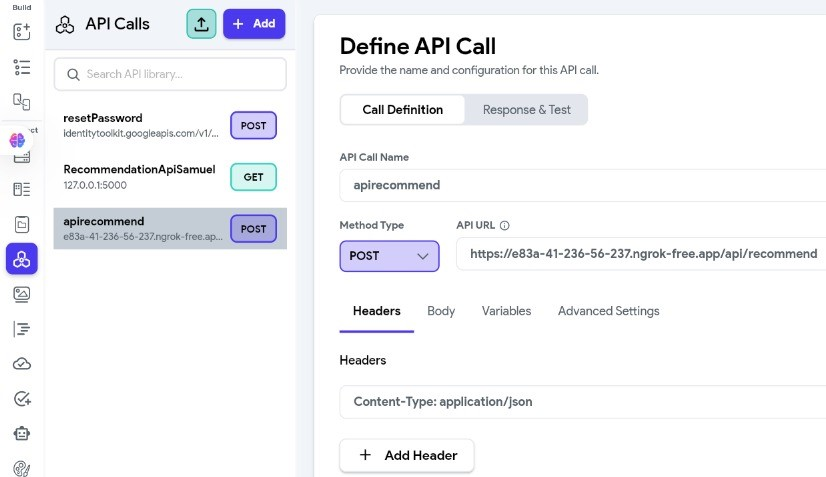 Build
API Calls
+ Add
Search API library...
resetPassword
identitytoolkit.googleapis.com/v1/...
POST
RecommendationApiSamuel
127.0.0.1:5000
GET
apirecommend
e83a-41-236-56-237.ngrok-free.ap...
POST
Define API Call
Provide the name and configuration for this API call.
Call Definition
Response & Test
API Call Name
apirecommend
Method Type
API URL
POST
https://e83a-41-236-56-237.ngrok-free.app/api/recommend
Headers
Body
Variables
Advanced Settings
Headers
Content-Type: application/json
+ Add Header